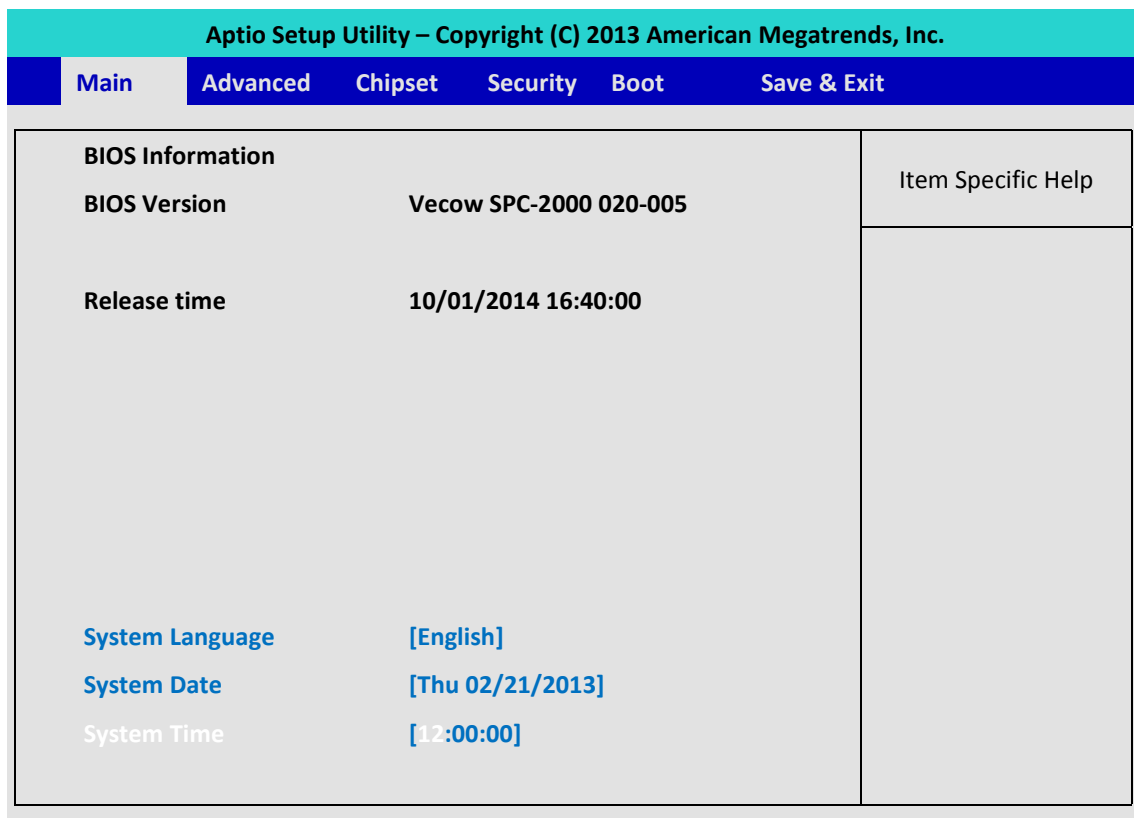 Aptio Setup Utility – Copyright (C) 2013 American Megatrends, Inc.
Main Advanced Chipset Security Boot Save & Exit
BIOS Information
Item Specific Help
BIOS Version Vecow SPC-2000 020-005
Release time 10/01/2014 16:40:00
System Language [English]
System Date [Thu 02/21/2013]
System Time [12:00:00]